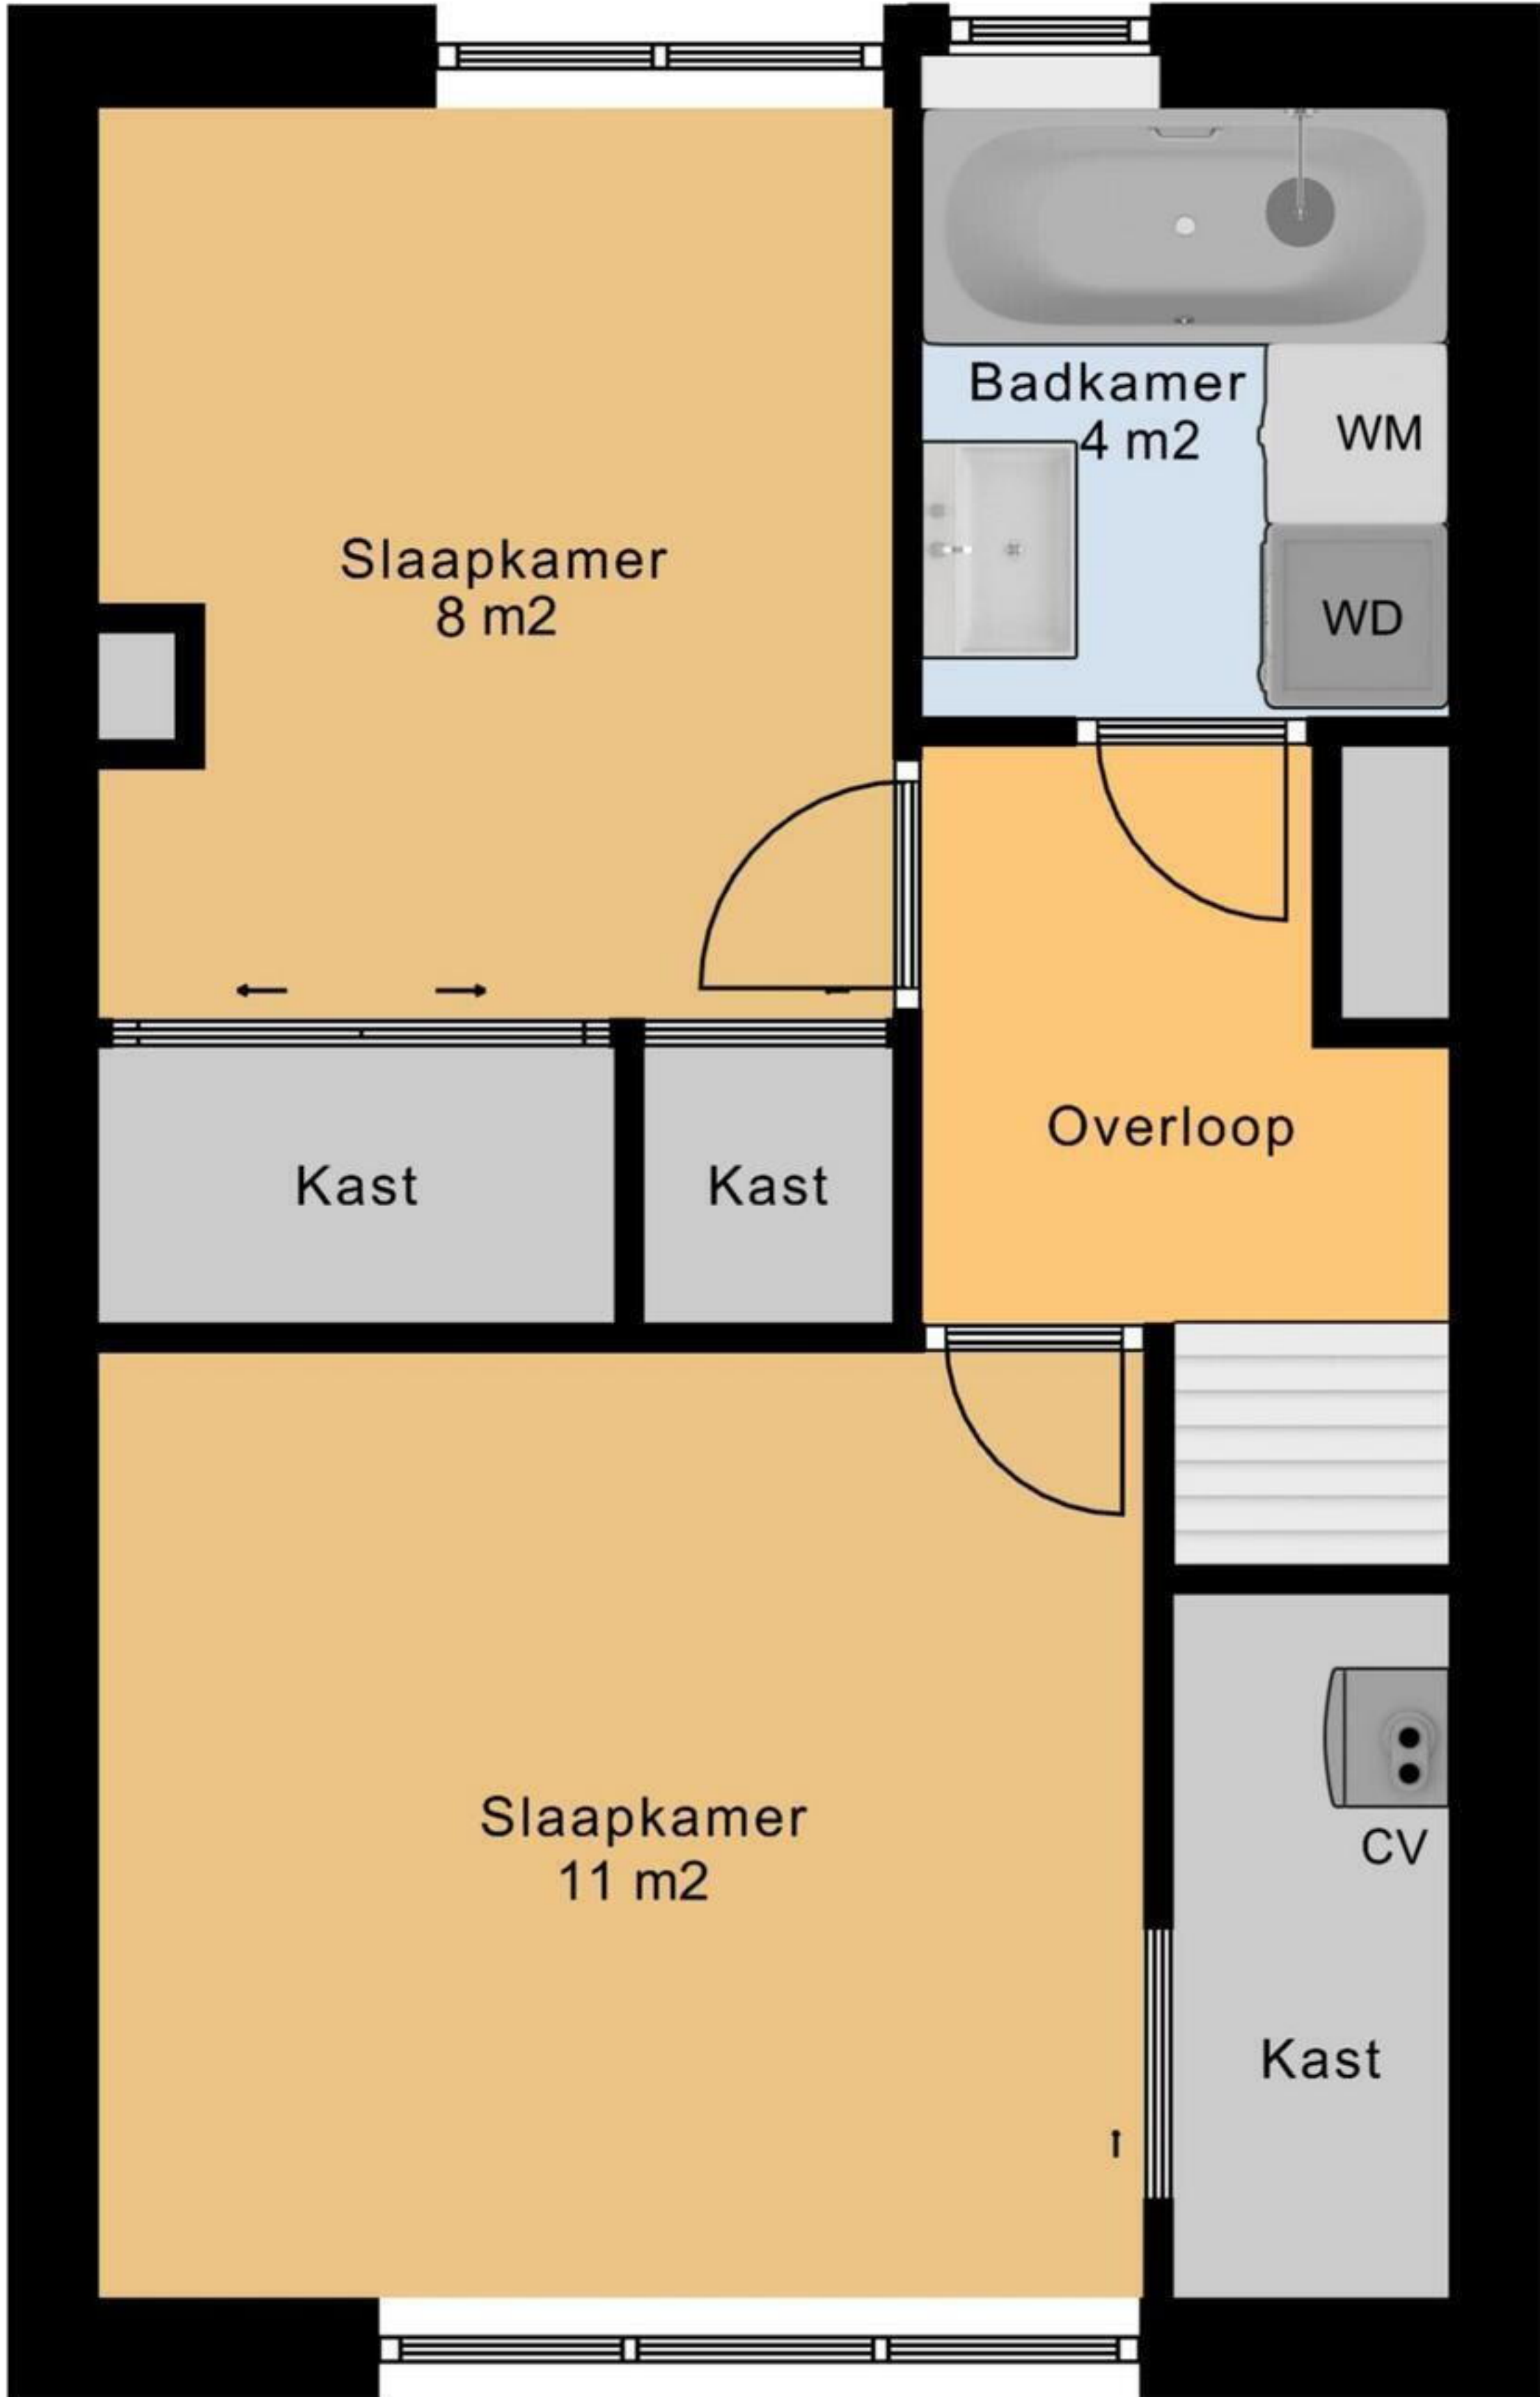 Badkamer
4 m2
WM
Slaapkamer
8 m2
WD
Overloop
Kast
Kast
Slaapkamer
11 m2
CV
Kast